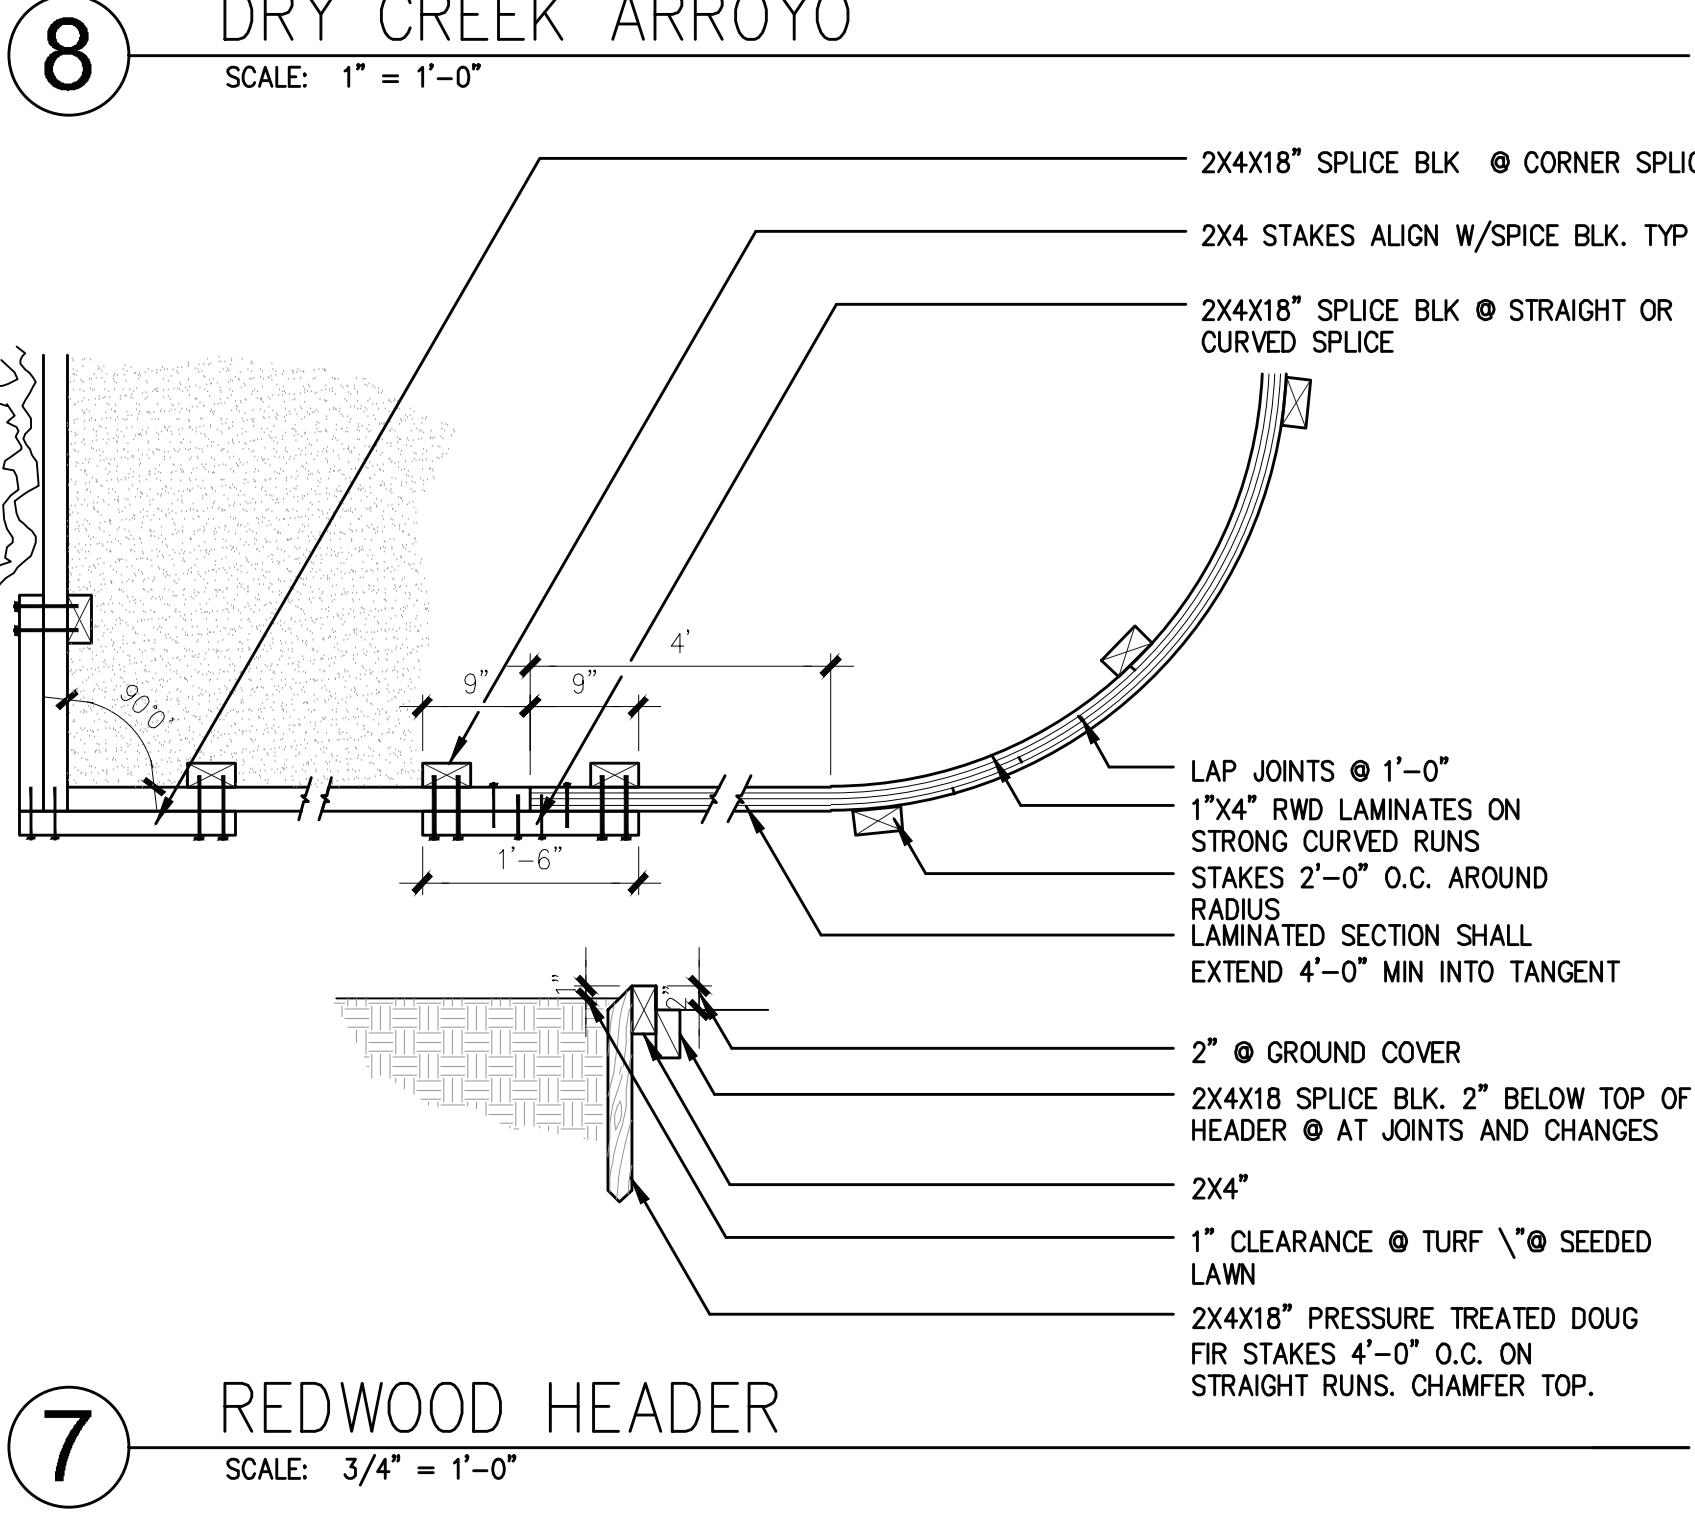 DRY CREEK ARROYO
8
SCALE: 1" = 1'-0"
2X4X18" SPLICE BLK @ CORNER
2X4 STAKES ALIGN W/SPICE BLK. TYP
2X4X18" SPLICE BLK @ STRAIGHT OR
CURVED SPLICE
4'
9"
9"
90°0'
1'-6"
LAP JOINTS @ 1'-0"
1"X4" RWD LAMINATES ON
STRONG CURVED RUNS
STAKES 2'-0" O.C. AROUND
RADIUS
LAMINATED SECTION SHALL
EXTEND 4'-0" MIN INTO TANGENT
1"
2"
2" @ GROUND COVER
2X4X18 SPLICE BLK. 2" BELOW TOP OF
HEADER @ AT JOINTS AND CHANGES
2X4"
1" CLEARANCE @ TURF \"@ SEEDED
LAWN
2X4X18" PRESSURE TREATED DOUG
FIR STAKES 4'-0" O.C. ON
STRAIGHT RUNS. CHAMFER TOP.
7
REDWOOD HEADER
SCALE: 3/4" = 1'-0"